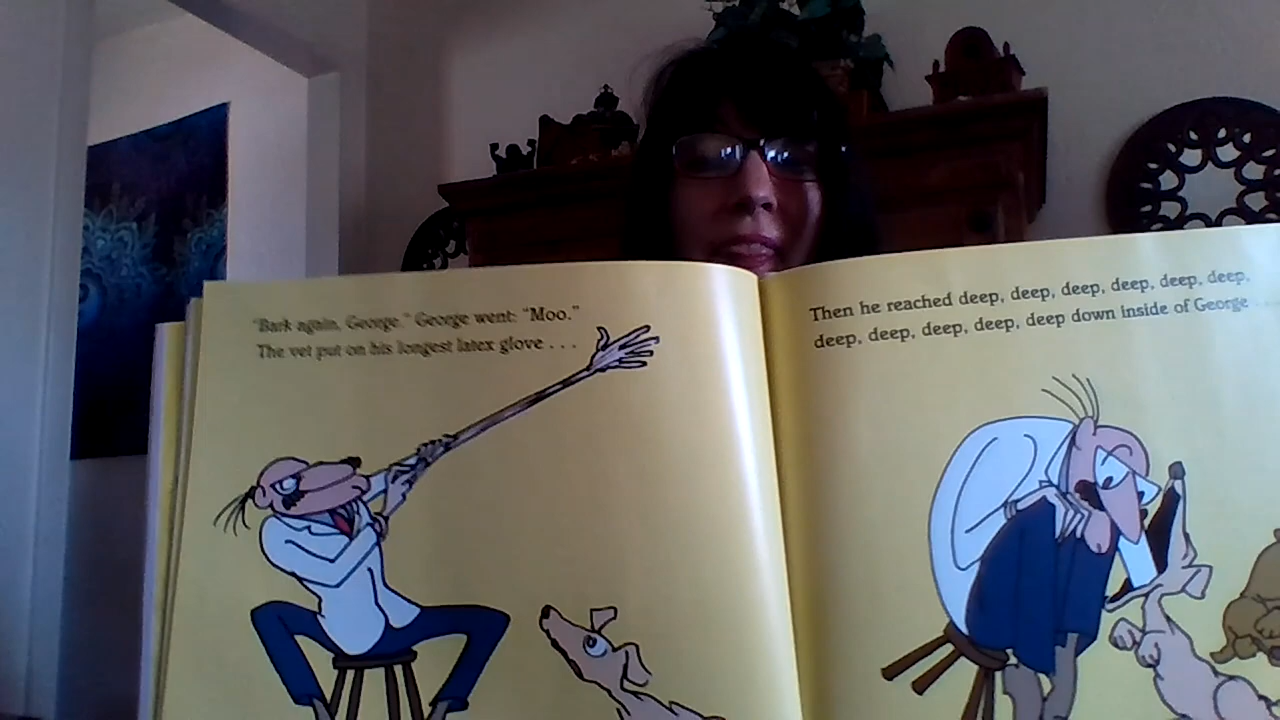 "Bark again, George." George went: "Moo."
The vet put on his longest latex glove . . .
Then he reached deep, deep, deep, deep, deep, deep,
deep, deep, deep, deep, deep down inside of George . . .